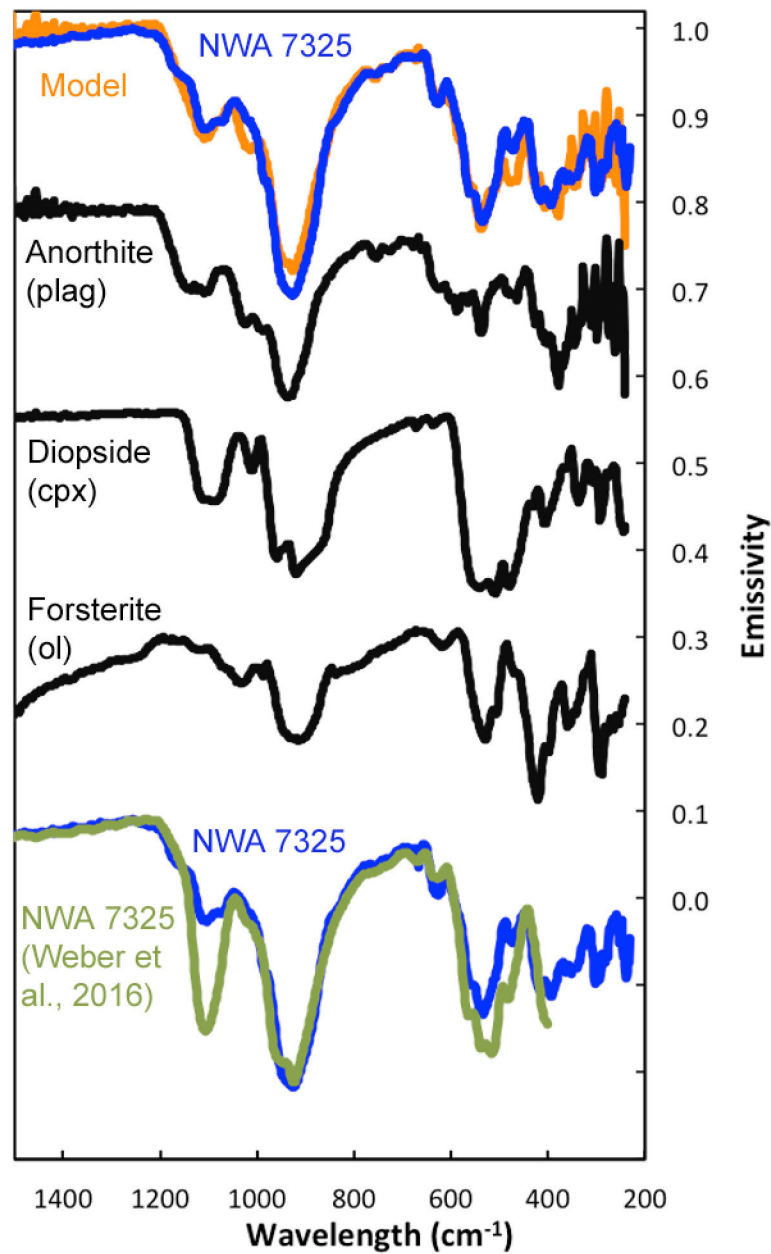 NWA 7325
Model
1.0
0.9
0.8
Anorthite
(plag)
0.7
0.6
Diopside
(cpx)
0.5
0.4
Forsterite
(ol)
0.3
0.2
0.1
NWA 7325
0.0
NWA 7325
(Weber et
al., 2016)
Emissivity
1400 1200 1000 800 600 400 200
Wavelength (cm-1)